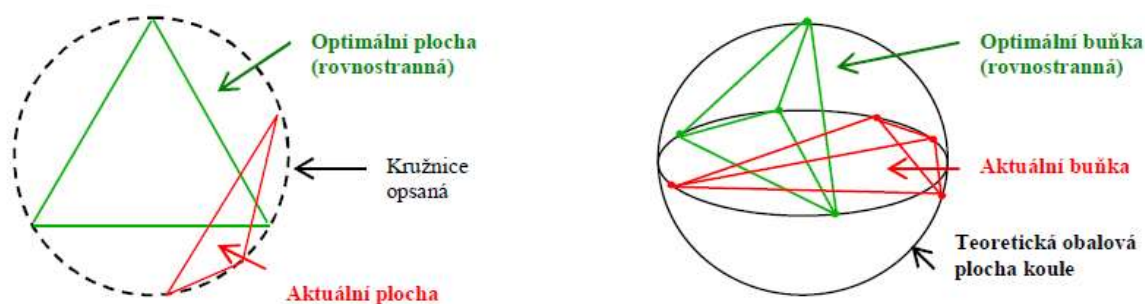 Optimální plocha
(rovnostranná)
Kružnice
opsaná
Aktuální plocha
Optimální buňka
(rovnostranná)
Aktuální buňka
Teoretická obalová
plocha koule